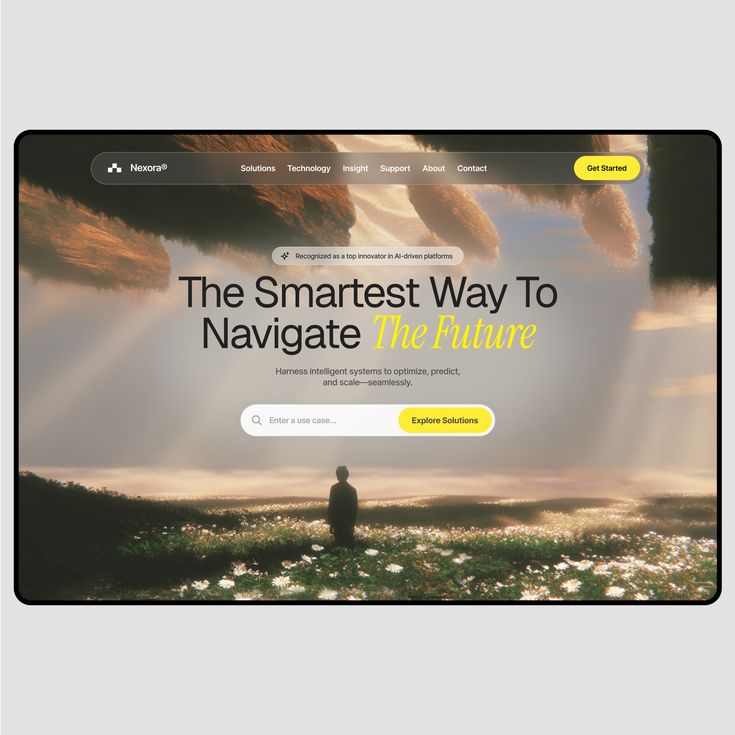 Nexora®
Solutions Technology Insight Support About Contact
Get Started
Recognized as a top innovator in AI-driven platforms
The Smartest Way To
Navigate The Future
Harness intelligent systems to optimize, predict,
and scale—seamlessly.
Enter a use case...
Explore Solutions